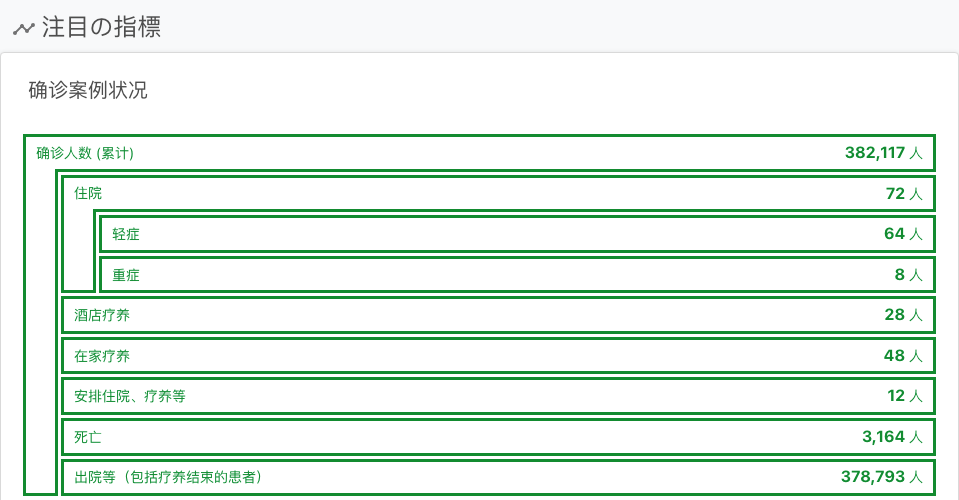 注目の指標
确诊案例状况
确诊人数 (累计) 382,117 人
住院 72 人
轻症 64 人
重症 8 人
酒店疗养 28 人
在家疗养 48 人
安排住院、疗养等 12 人
死亡 3,164 人
出院等（包括疗养结束的患者） 378,793 人